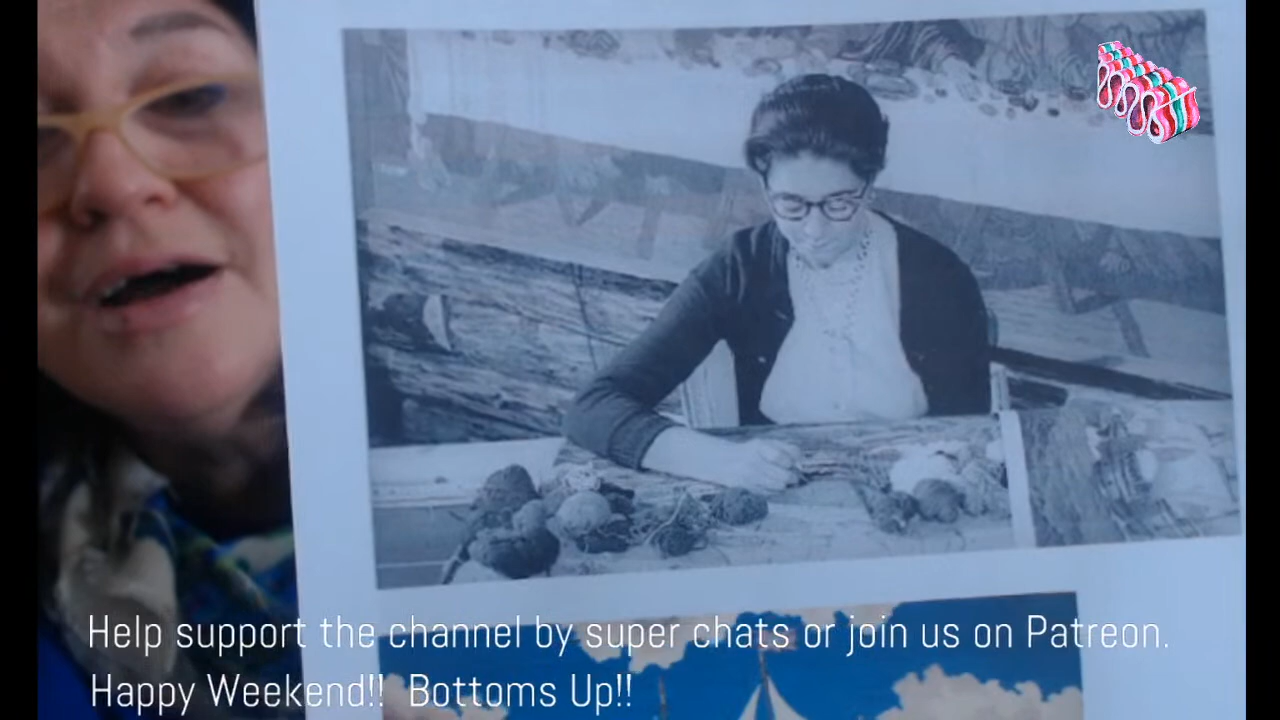 Help support the channel by super chats or join us on Patreon.
Happy Weekend!! Bottoms Up!!